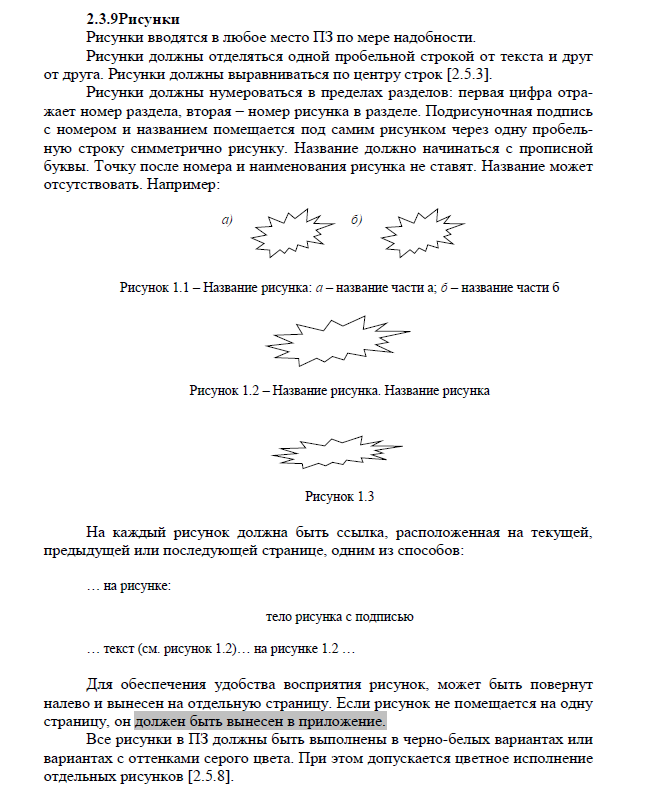 2.3.9Рисунки
Рисунки вводятся в любое место ПЗ по мере надобности.
Рисунки должны отделяться одной пробельной строкой от текста и друг
от друга. Рисунки должны выравниваться по центру строк [2.5.3].
Рисунки должны нумероваться в пределах разделов: первая цифра отра-
жает номер раздела, вторая – номер рисунка в разделе. Подрисуночная подпись
с номером и названием помещается под самим рисунком через одну пробель-
ную строку симметрично рисунку. Название должно начинаться с прописной
буквы. Точку после номера и наименования рисунка не ставят. Название может
отсутствовать. Например:
а) б)
Рисунок 1.1 – Название рисунка: а – название части а; б – название части б
Рисунок 1.2 – Название рисунка. Название рисунка
Рисунок 1.3
На каждый рисунок должна быть ссылка, расположенная на текущей,
предыдущей или последующей странице, одним из способов:
… на рисунке:
тело рисунка с подписью
… текст (см. рисунок 1.2)… на рисунке 1.2 …
Для обеспечения удобства восприятия рисунок, может быть повернут
налево и вынесен на отдельную страницу. Если рисунок не помещается на одну
страницу, он должен быть вынесен в приложение.
Все рисунки в ПЗ должны быть выполнены в черно-белых вариантах или
вариантах с оттенками серого цвета. При этом допускается цветное исполнение
отдельных рисунков [2.5.8].